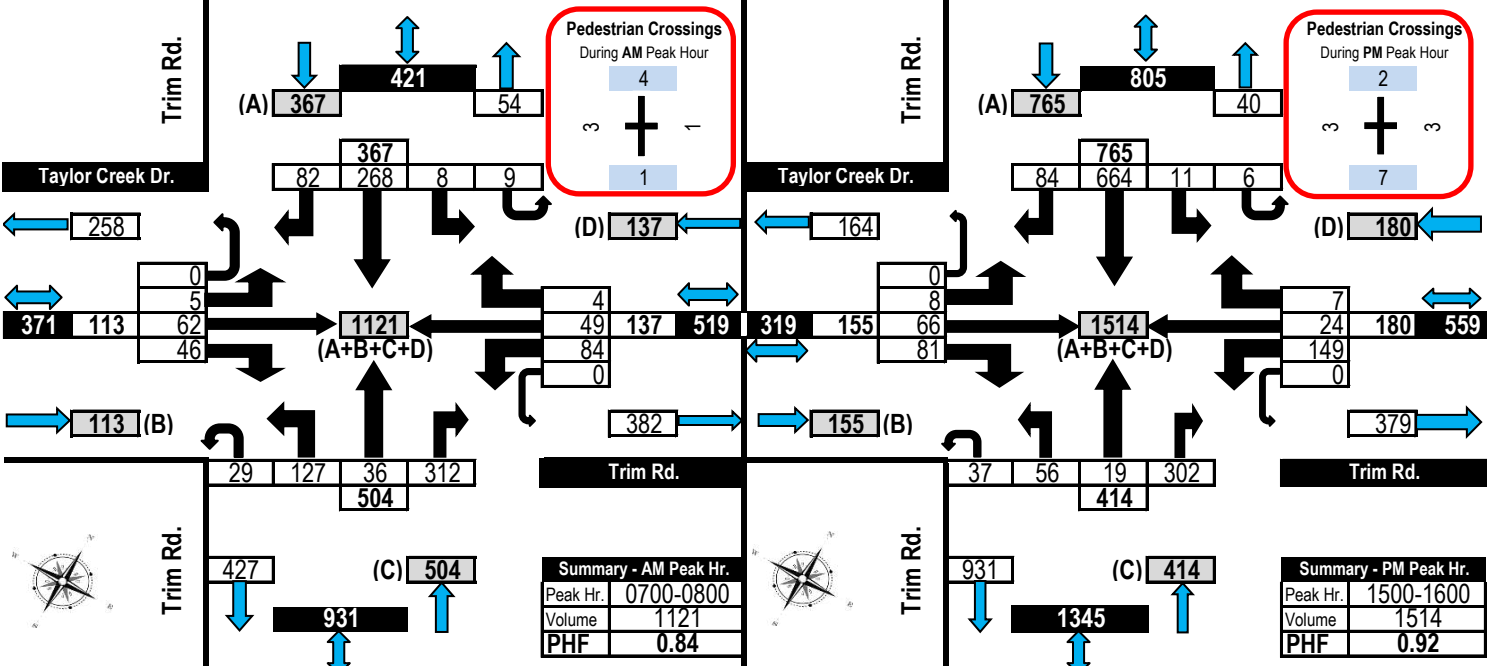 Trim Rd.
421
(A) 367
54
Pedestrian Crossings
During AM Peak Hour
4
3
1
1
367
82 268 8 9
Taylor Creek Dr.
258
(D) 137
0
5
62
46
371 113
1121
(A+B+C+D)
4
49
84
0
137 519
113 (B)
382
29 127 36 312
504
Trim Rd.
Trim Rd.
427
(C) 504
931
Summary - AM Peak Hr.
Peak Hr. 0700-0800
Volume 1121
PHF 0.84
Trim Rd.
805
(A) 765
40
Pedestrian Crossings
During PM Peak Hour
2
3
3
7
765
84 664 11 6
Taylor Creek Dr.
164
(D) 180
0
8
66
81
319 155
1514
(A+B+C+D)
7
24
149
0
180 559
155 (B)
379
37 56 19 302
414
Trim Rd.
Trim Rd.
931
(C) 414
1345
Summary - PM Peak Hr.
Peak Hr. 1500-1600
Volume 1514
PHF 0.92